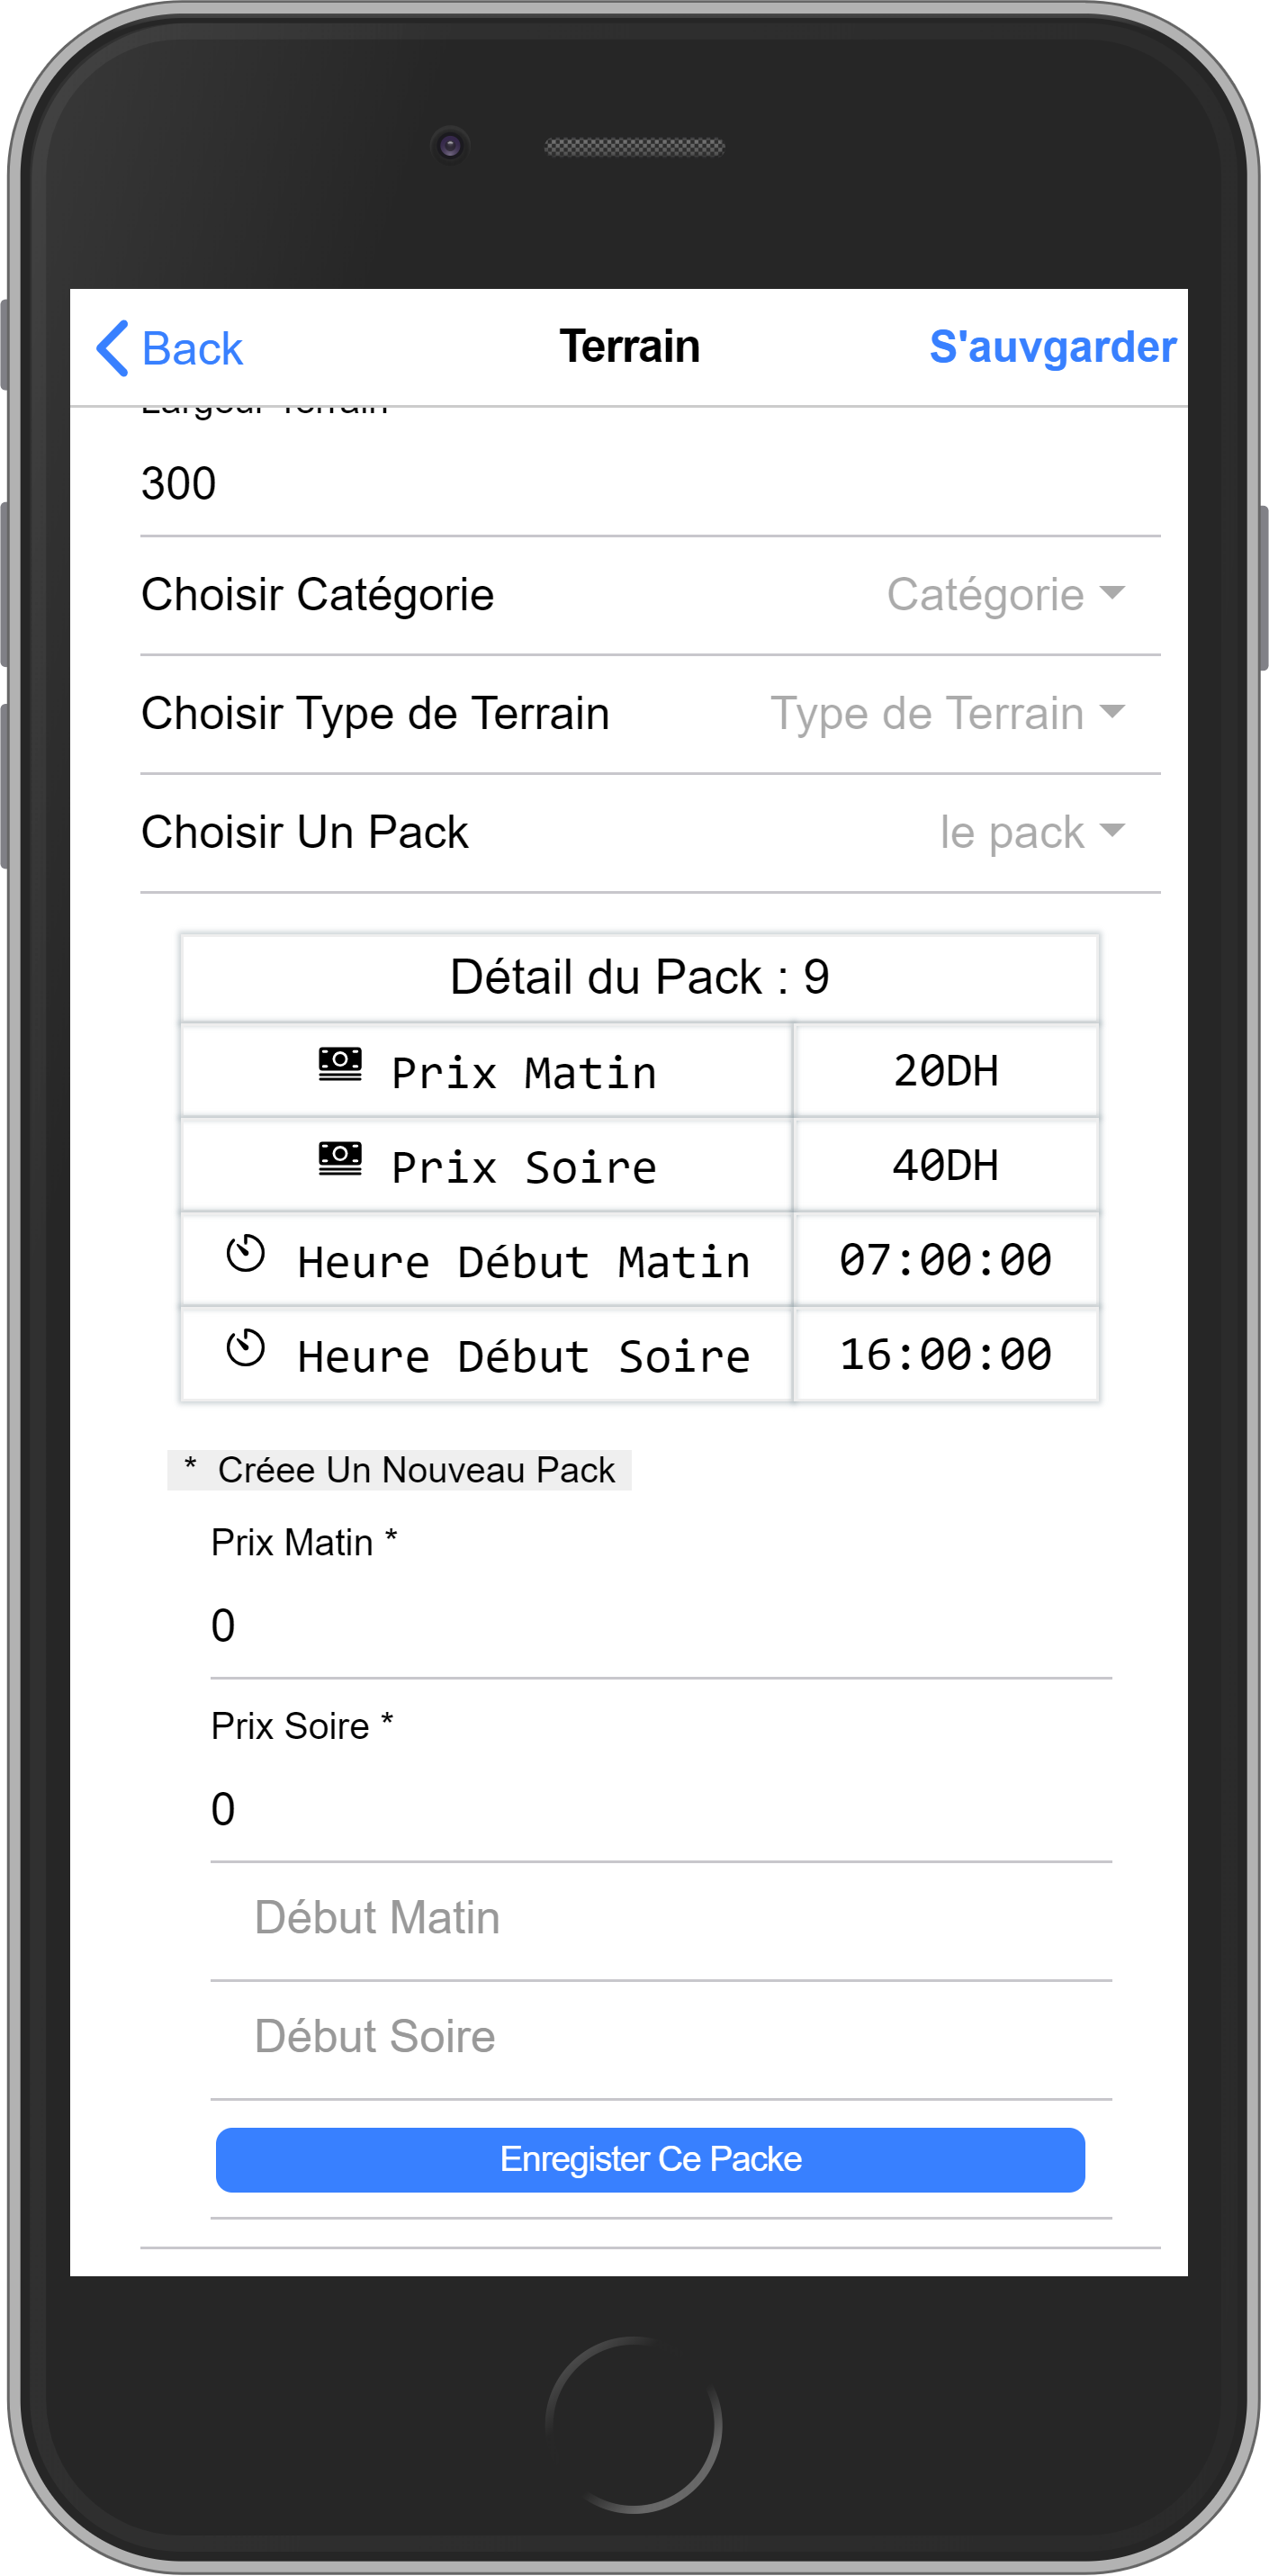 Back Terrain S'auvgarder
Largeur Terrain
300
Choisir Catégorie Catégorie
Choisir Type de Terrain Type de Terrain
Choisir Un Pack le pack
Détail du Pack : 9
Prix Matin 20DH
Prix Soire 40DH
Heure Début Matin 07:00:00
Heure Début Soire 16:00:00
* Créee Un Nouveau Pack
Prix Matin *
0
Prix Soire *
0
Début Matin
Début Soire
Enregister Ce Packe